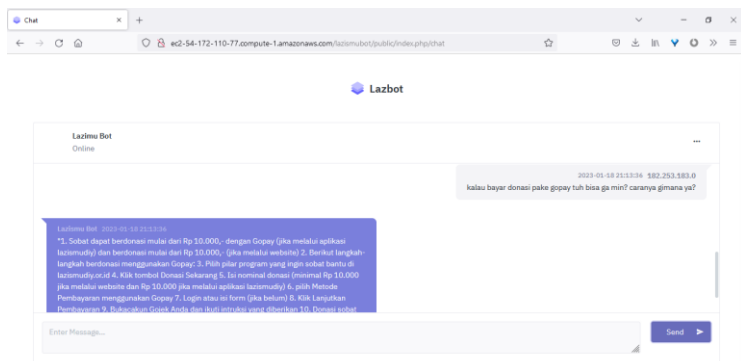 Chat
ec2-54-172-110-77.compute-1.amazonaws.com/lazismubot/public/index.php/chat
Lazbot
Lazimu Bot
Online
2023-01-18 21:13:36 182.253.183.0
kalau bayar donasi pake gopay tuh bisa ga min? caranya gimana ya?
Lazismu Bot 2023-01-18 21:13:36
"1. Sobat dapat berdonasi mulai dari Rp 10.000,- dengan Gopay (jika melalui aplikasi
lazismudiy) dan berdonasi mulai dari Rp 10.000,- (jika melalui website) 2. Berikut langkah-
langkah berdonasi menggunakan Gopay: 3. Pilih pilar program yang ingin sobat bantu di
lazismudiy.or.id 4. Klik tombol Donasi Sekarang 5. Isi nominal donasi (minimal Rp 10.000
jika melalui website dan Rp 10.000 jika melalui aplikasi lazismudiy) 6. pilih Metode
Pembayaran menggunakan Gopay 7. Login atau isi form (jika belum) 8. Klik Lanjutkan
Pembayaran 9. Bukacakun Gojek Anda dan ikuti intruksi yang diberikan 10. Donasi sobat
Enter Message...
Send